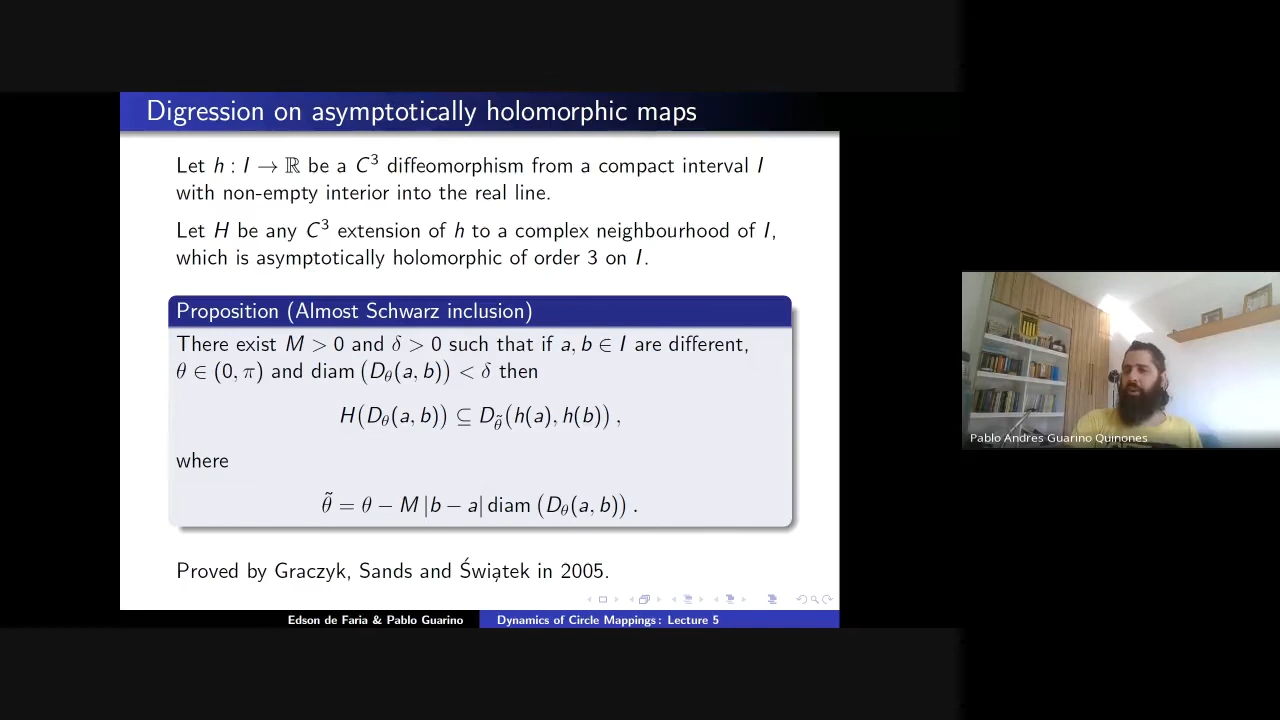 Digression on asymptotically holomorphic maps
Let h : I → ℝ be a C³ diffeomorphism from a compact interval I
with non-empty interior into the real line.
Let H be any C³ extension of h to a complex neighbourhood of I,
which is asymptotically holomorphic of order 3 on I.
Proposition (Almost Schwarz inclusion)
There exist M > 0 and δ > 0 such that if a, b ∈ I are different,
θ ∈ (0, π) and diam (D_θ(a, b)) < δ then
H(D_θ(a, b)) ⊆ D_θ̃(h(a), h(b)) ,
where
θ̃ = θ − M |b − a| diam (D_θ(a, b)) .
Proved by Graczyk, Sands and Świątek in 2005.
Edson de Faria & Pablo Guarino
Dynamics of Circle Mappings: Lecture 5
Pablo Andres Guarino Quinones